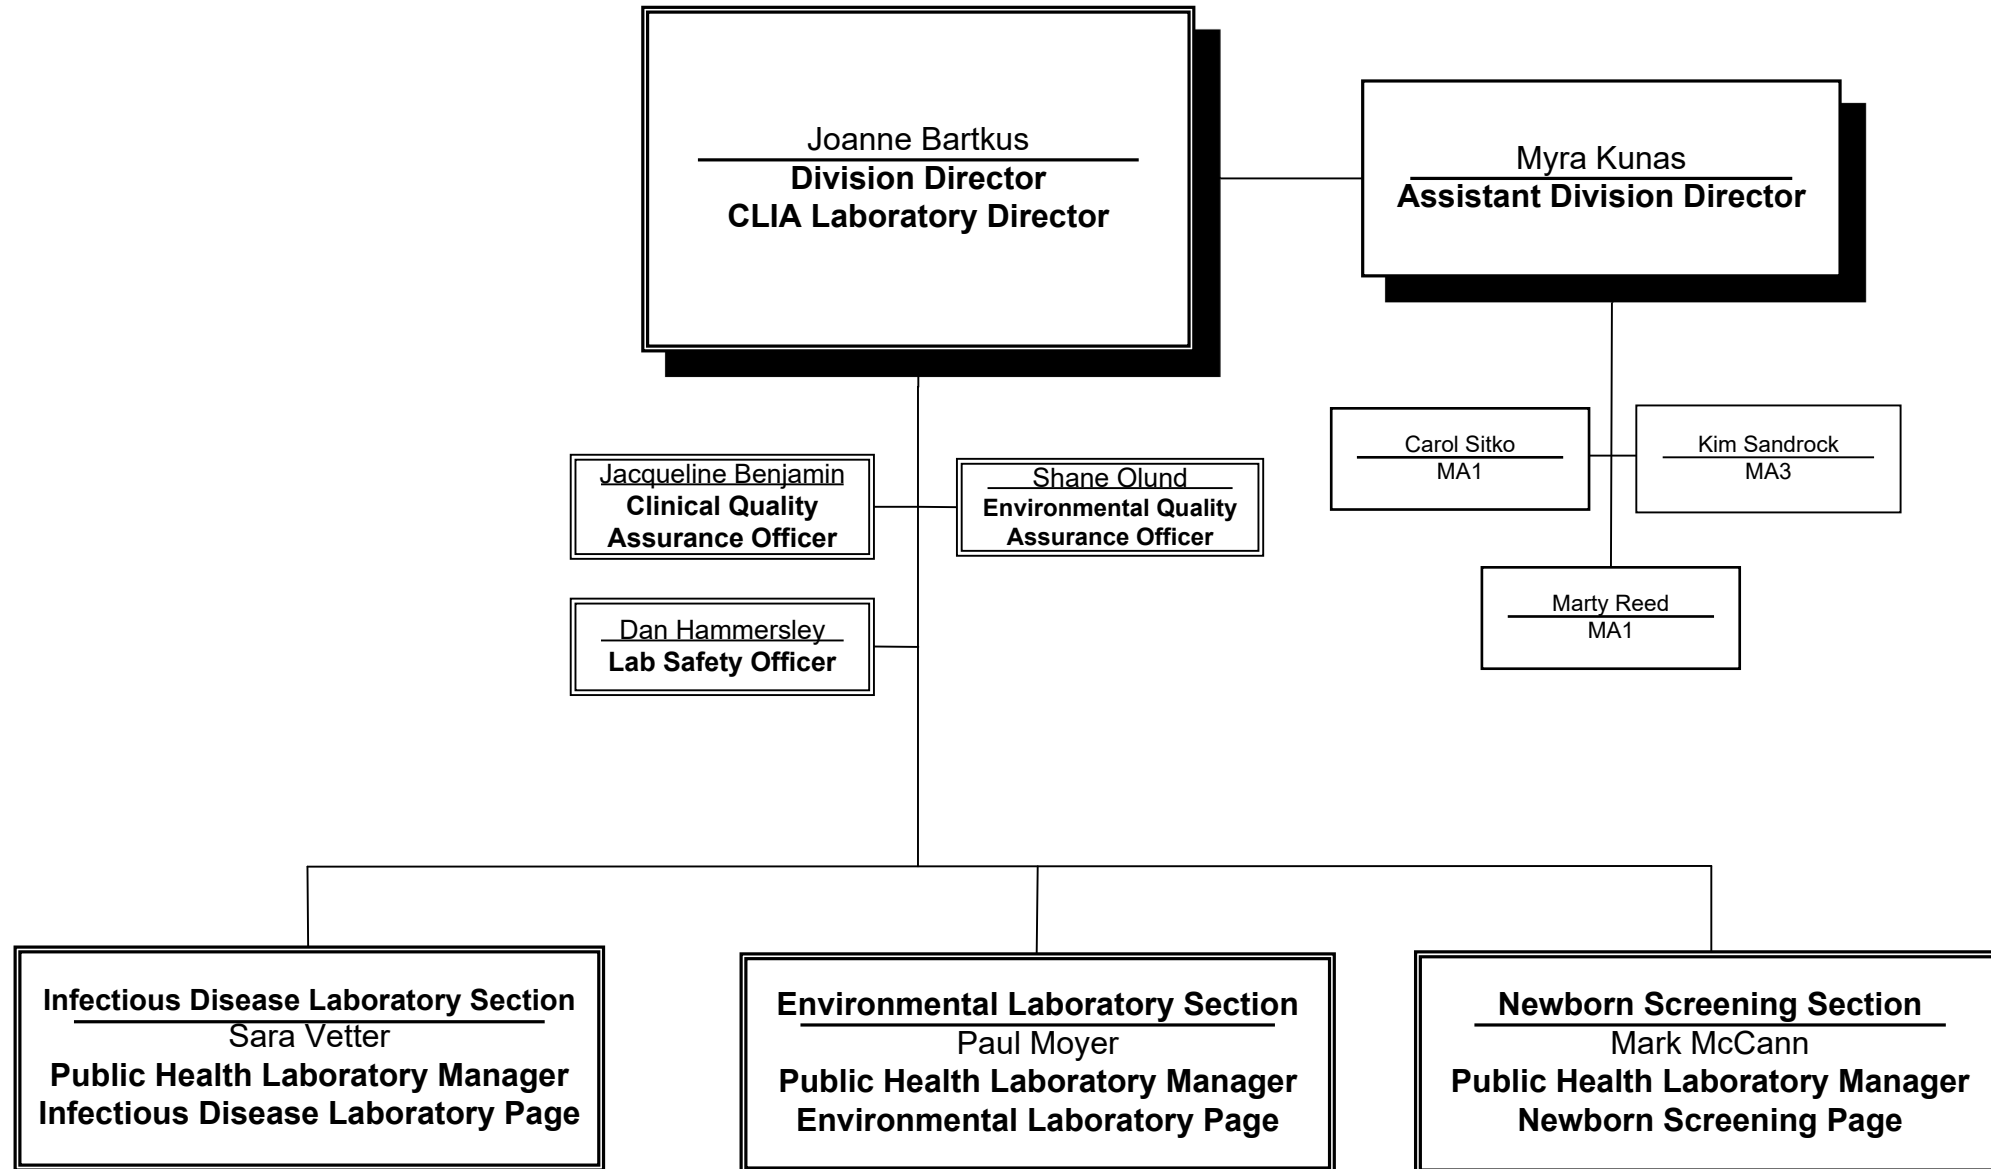 Joanne Bartkus
Division Director
CLIA Laboratory Director
Myra Kunas
Assistant Division Director
Jacqueline Benjamin
Clinical Quality
Assurance Officer
Shane Olund
Environmental Quality
Assurance Officer
Carol Sitko
MA1
Kim Sandrock
MA3
Marty Reed
MA1
Dan Hammersley
Lab Safety Officer
Infectious Disease Laboratory Section
Sara Vetter
Public Health Laboratory Manager
Infectious Disease Laboratory Page
Environmental Laboratory Section
Paul Moyer
Public Health Laboratory Manager
Environmental Laboratory Page
Newborn Screening Section
Mark McCann
Public Health Laboratory Manager
Newborn Screening Page